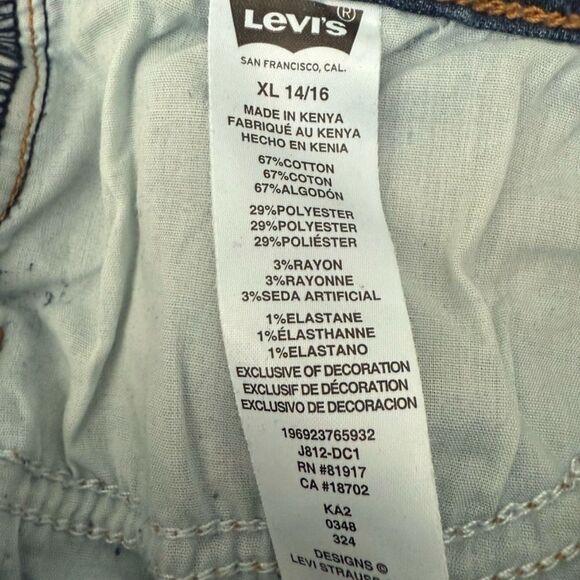 Levi's®
SAN FRANCISCO, CAL.
XL 14/16
MADE IN KENYA
FABRIQUÉ AU KENYA
HECHO EN KENIA
67%COTTON
67%COTON
67%ALGODÓN
29%POLYESTER
29%POLYESTER
29%POLIÉSTER
3%RAYON
3%RAYONNE
3%SEDA ARTIFICIAL
1%ELASTANE
1%ÉLASTHANNE
1%ELASTANO
EXCLUSIVE OF DECORATION
EXCLUSIF DE DÉCORATION
EXCLUSIVO DE DECORACION
196923765932
J812-DC1
RN #81917
CA #18702
KA2
0348
324
DESIGNS ©
LEVI STRAUSS